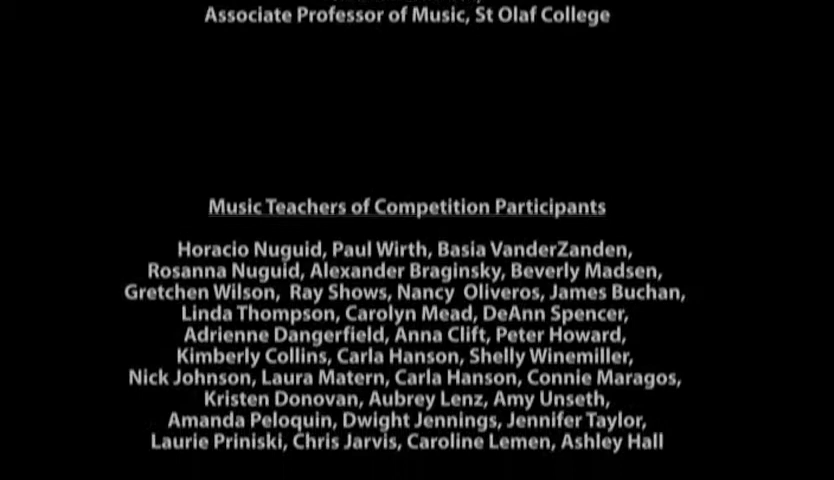 Associate Professor of Music, St Olaf College
Music Teachers of Competition Participants
Horacio Nuguid, Paul Wirth, Basia VanderZanden,
Rosanna Nuguid, Alexander Braginsky, Beverly Madsen,
Gretchen Wilson, Ray Shows, Nancy Oliveros, James Buchan,
Linda Thompson, Carolyn Mead, DeAnn Spencer,
Adrienne Dangerfield, Anna Clift, Peter Howard,
Kimberly Collins, Carla Hanson, Shelly Winemiller,
Nick Johnson, Laura Matern, Carla Hanson, Connie Maragos,
Kristen Donovan, Aubrey Lenz, Amy Unseth,
Amanda Peloquin, Dwight Jennings, Jennifer Taylor,
Laurie Priniski, Chris Jarvis, Caroline Lemen, Ashley Hall